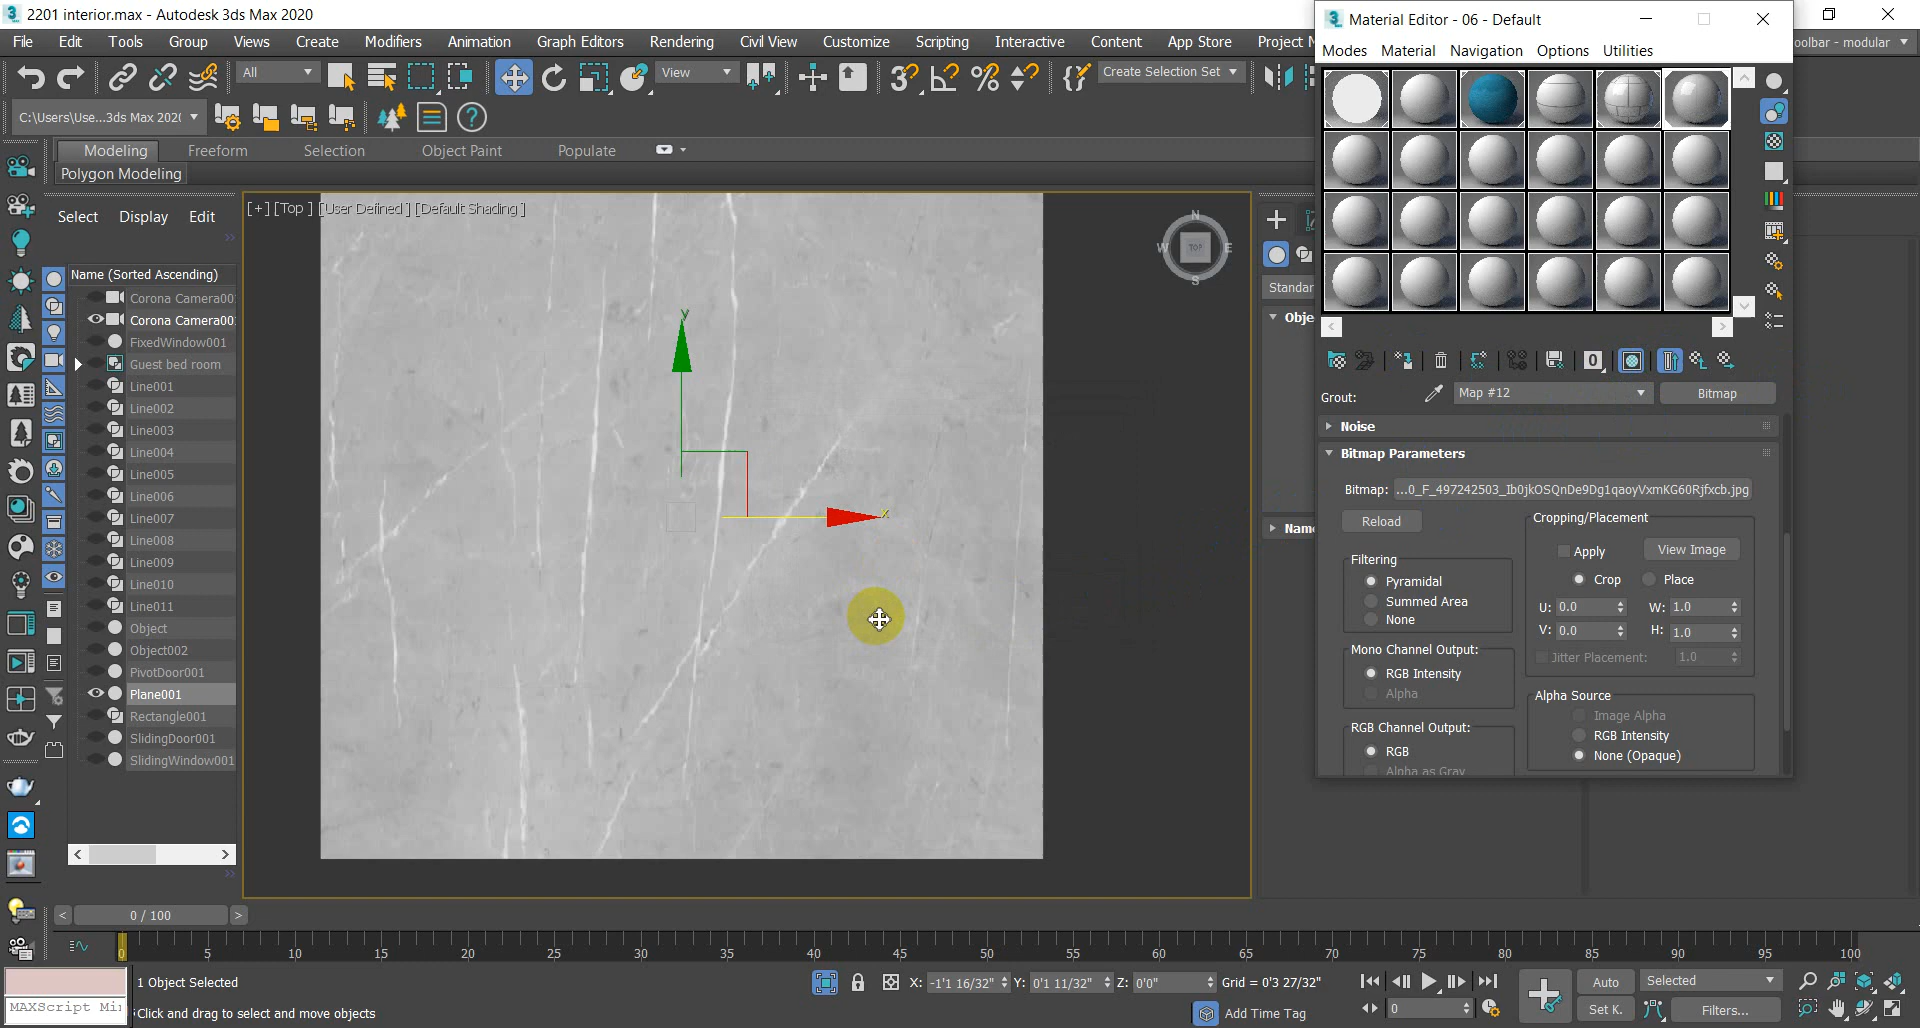 2201 interior.max - Autodesk 3ds Max 2020
Material Editor - 06 - Default
File Edit Tools Group Views Create Modifiers Animation Graph Editors Rendering Civil View Customize Scripting Interactive Content App Store Project
Modes Material Navigation Options Utilities
oolbar - modular
All
View
Create Selection Set
C:\Users\Use...3ds Max 202
Modeling Freeform Selection Object Paint Populate
Polygon Modeling
Select Display Edit
[+] [Top ] [User Defined ] [Default Shading ]
N
W TOP E
S
Name (Sorted Ascending)
Standar
Corona Camera00
Corona Camera00
Obje
FixedWindow001
Guest bed room
Line001
Line002
Line003
Line004
Line005
Line006
Line007
Line008
Line009
Line010
Line011
Object
Object002
PivotDoor001
Plane001
Rectangle001
SlidingDoor001
SlidingWindow001
y
x
Nam
Grout: Map #12 Bitmap
Noise
Bitmap Parameters
Bitmap: ...0_F_497242503_Ib0jkOSQnDe9Dg1qaoyVxmKG60Rjfxcb.jpg
Reload
Cropping/Placement
Apply View Image
Crop Place
U: 0.0 W: 1.0
V: 0.0 H: 1.0
Jitter Placement: 1.0
Filtering
Pyramidal
Summed Area
None
Mono Channel Output:
RGB Intensity
Alpha
RGB Channel Output:
RGB
Alpha as Gray
Alpha Source
Image Alpha
RGB Intensity
None (Opaque)
< 0 / 100 >
0 5 10 15 20 25 30 35 40 45 50 55 60 65 70 75 80 85 90 95 100
1 Object Selected
X: -1'1 16/32" Y: 0'1 11/32" Z: 0'0" Grid = 0'3 27/32"
Auto Selected
MAXScript Mi
Click and drag to select and move objects
Add Time Tag
0
Set K. Filters...